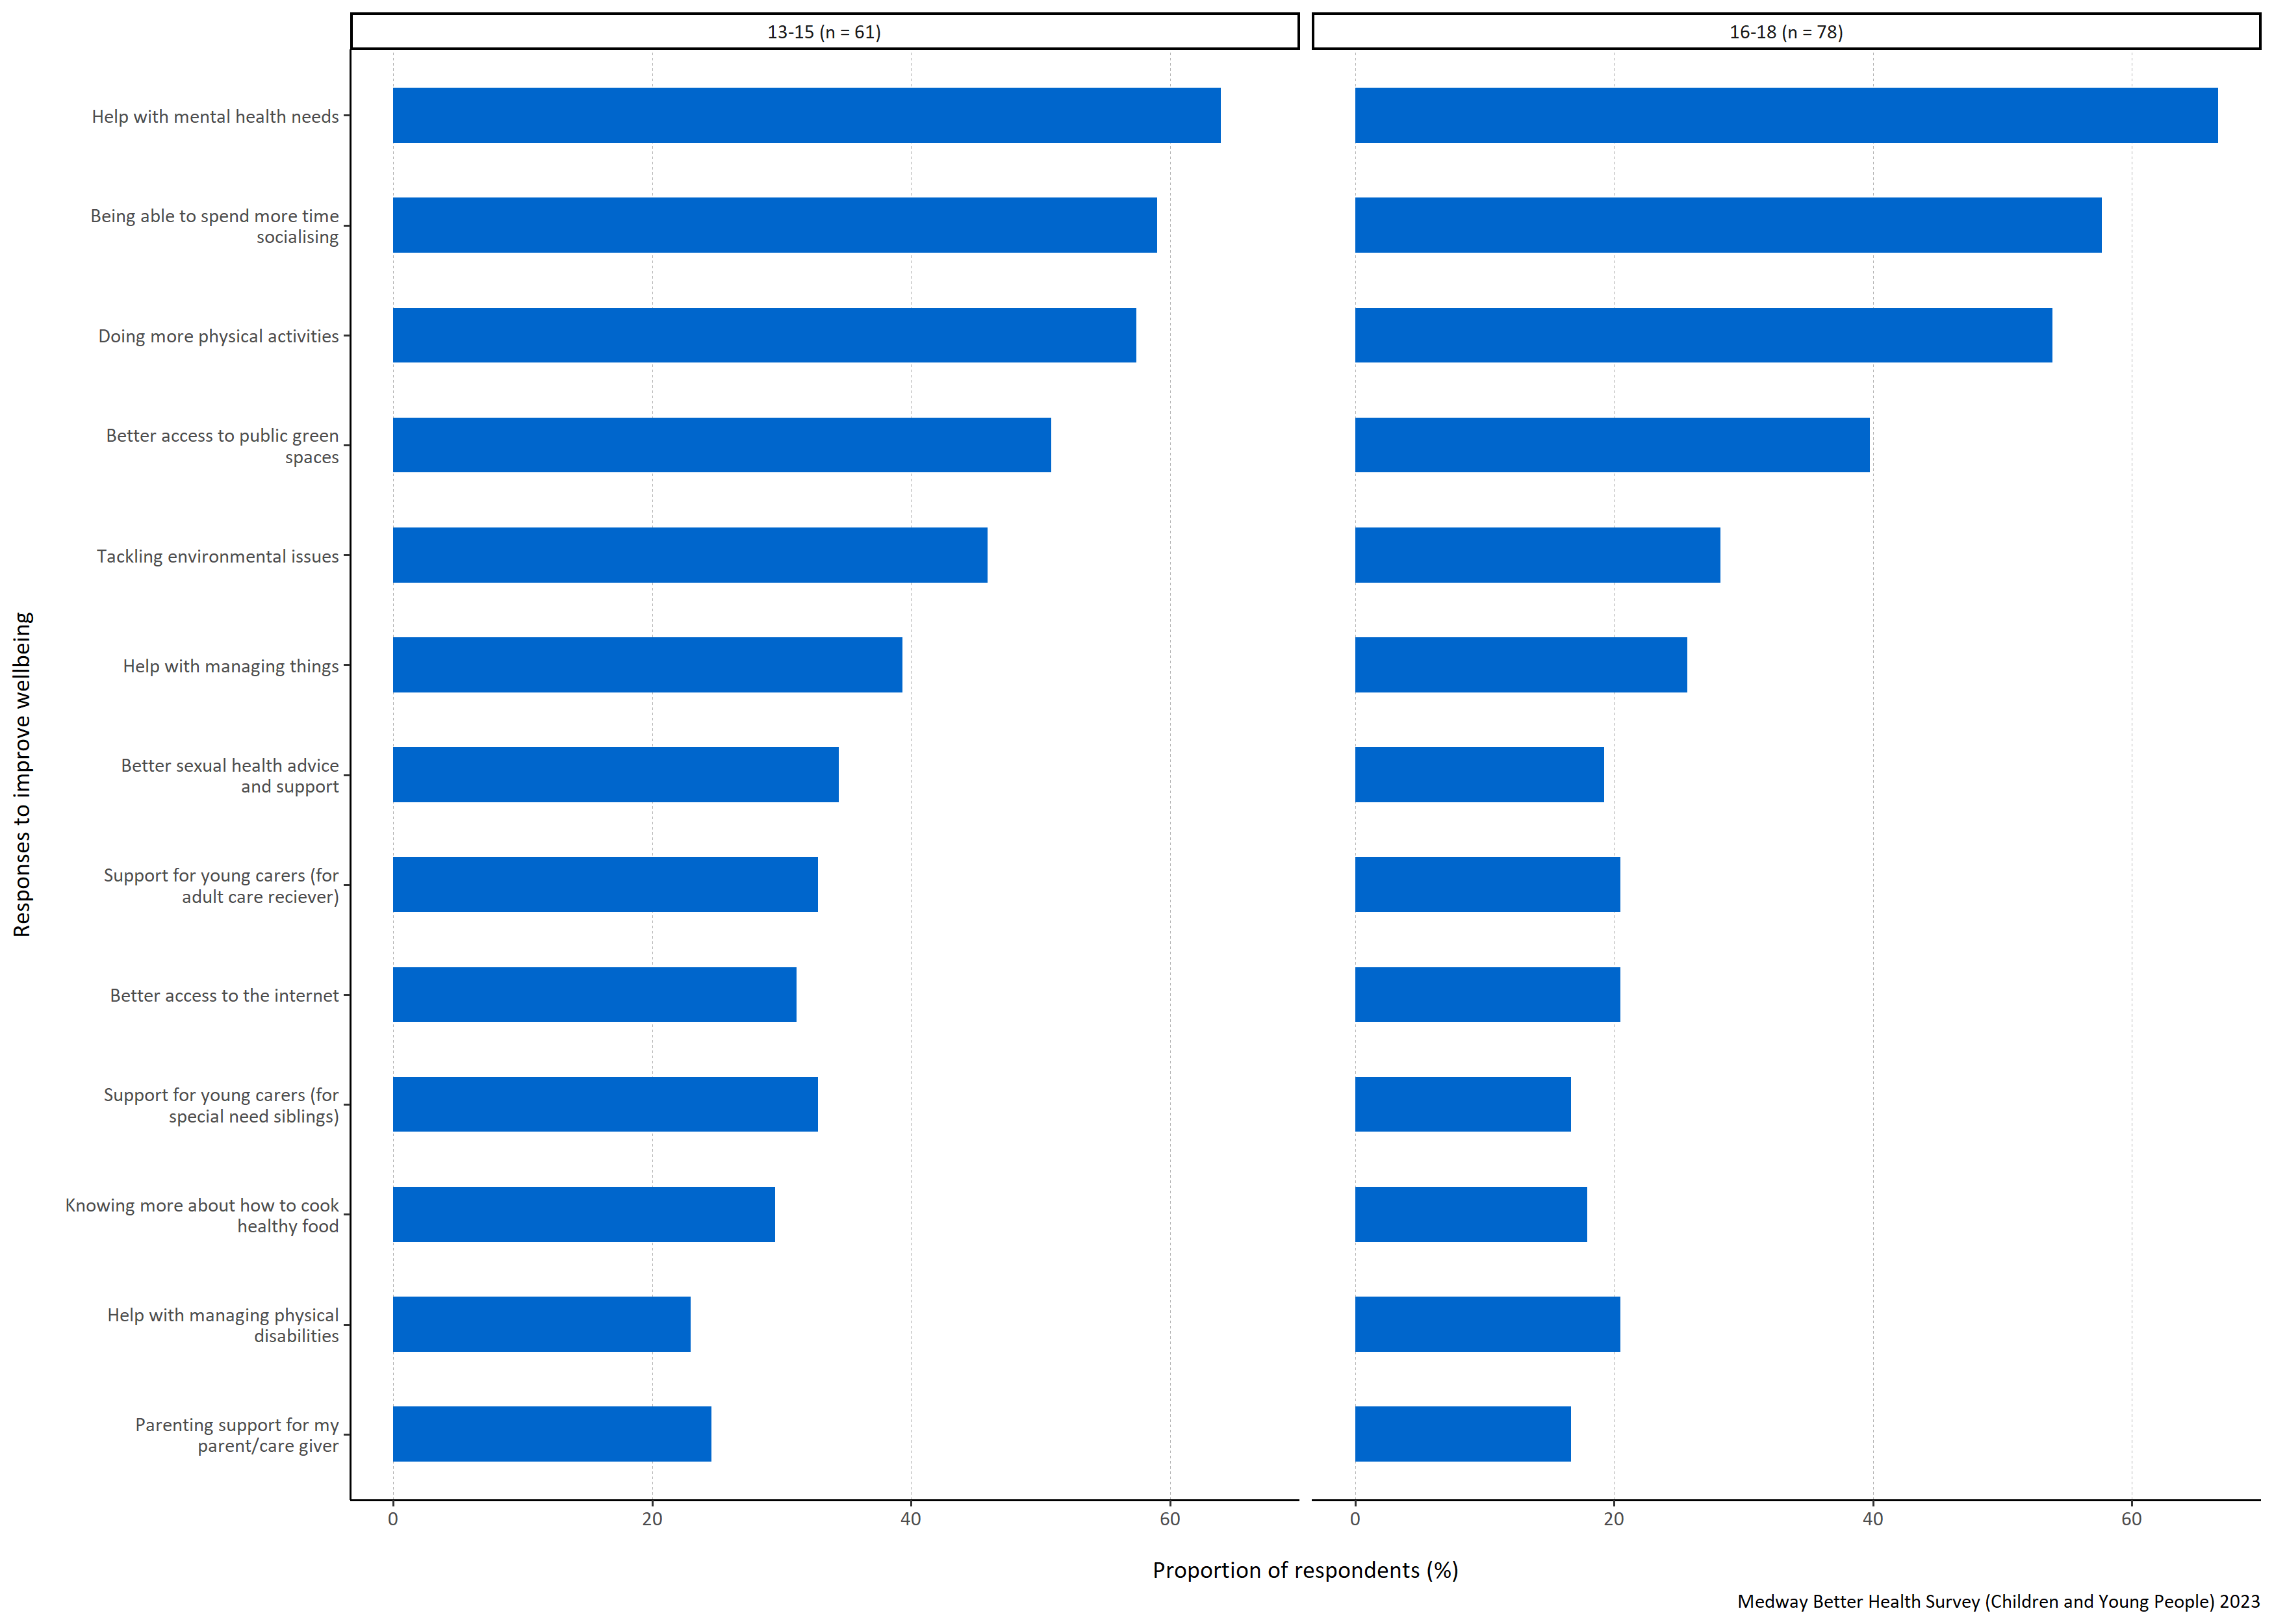 13-15 (n = 61)
16-18 (n = 78)
Responses to improve wellbeing
Help with mental health needs
Being able to spend more time
socialising
Doing more physical activities
Better access to public green
spaces
Tackling environmental issues
Help with managing things
Better sexual health advice
and support
Support for young carers (for
adult care reciever)
Better access to the internet
Support for young carers (for
special need siblings)
Knowing more about how to cook
healthy food
Help with managing physical
disabilities
Parenting support for my
parent/care giver
0 20 40 60 0 20 40 60
Proportion of respondents (%)
Medway Better Health Survey (Children and Young People) 2023